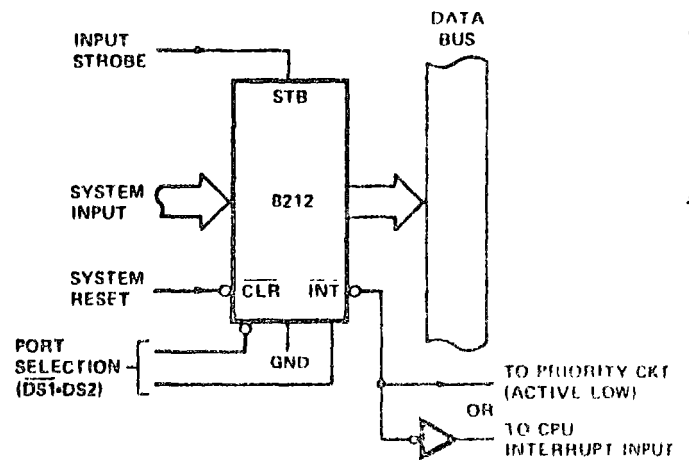 DATA
BUS
INPUT
STROBE
STB
SYSTEM
INPUT
8212
SYSTEM
RESET
CLR
INT
PORT
SELECTION
(DS1•DS2)
GND
TO PRIORITY CKT
(ACTIVE LOW)
OR
TO CPU
INTERRUPT INPUT